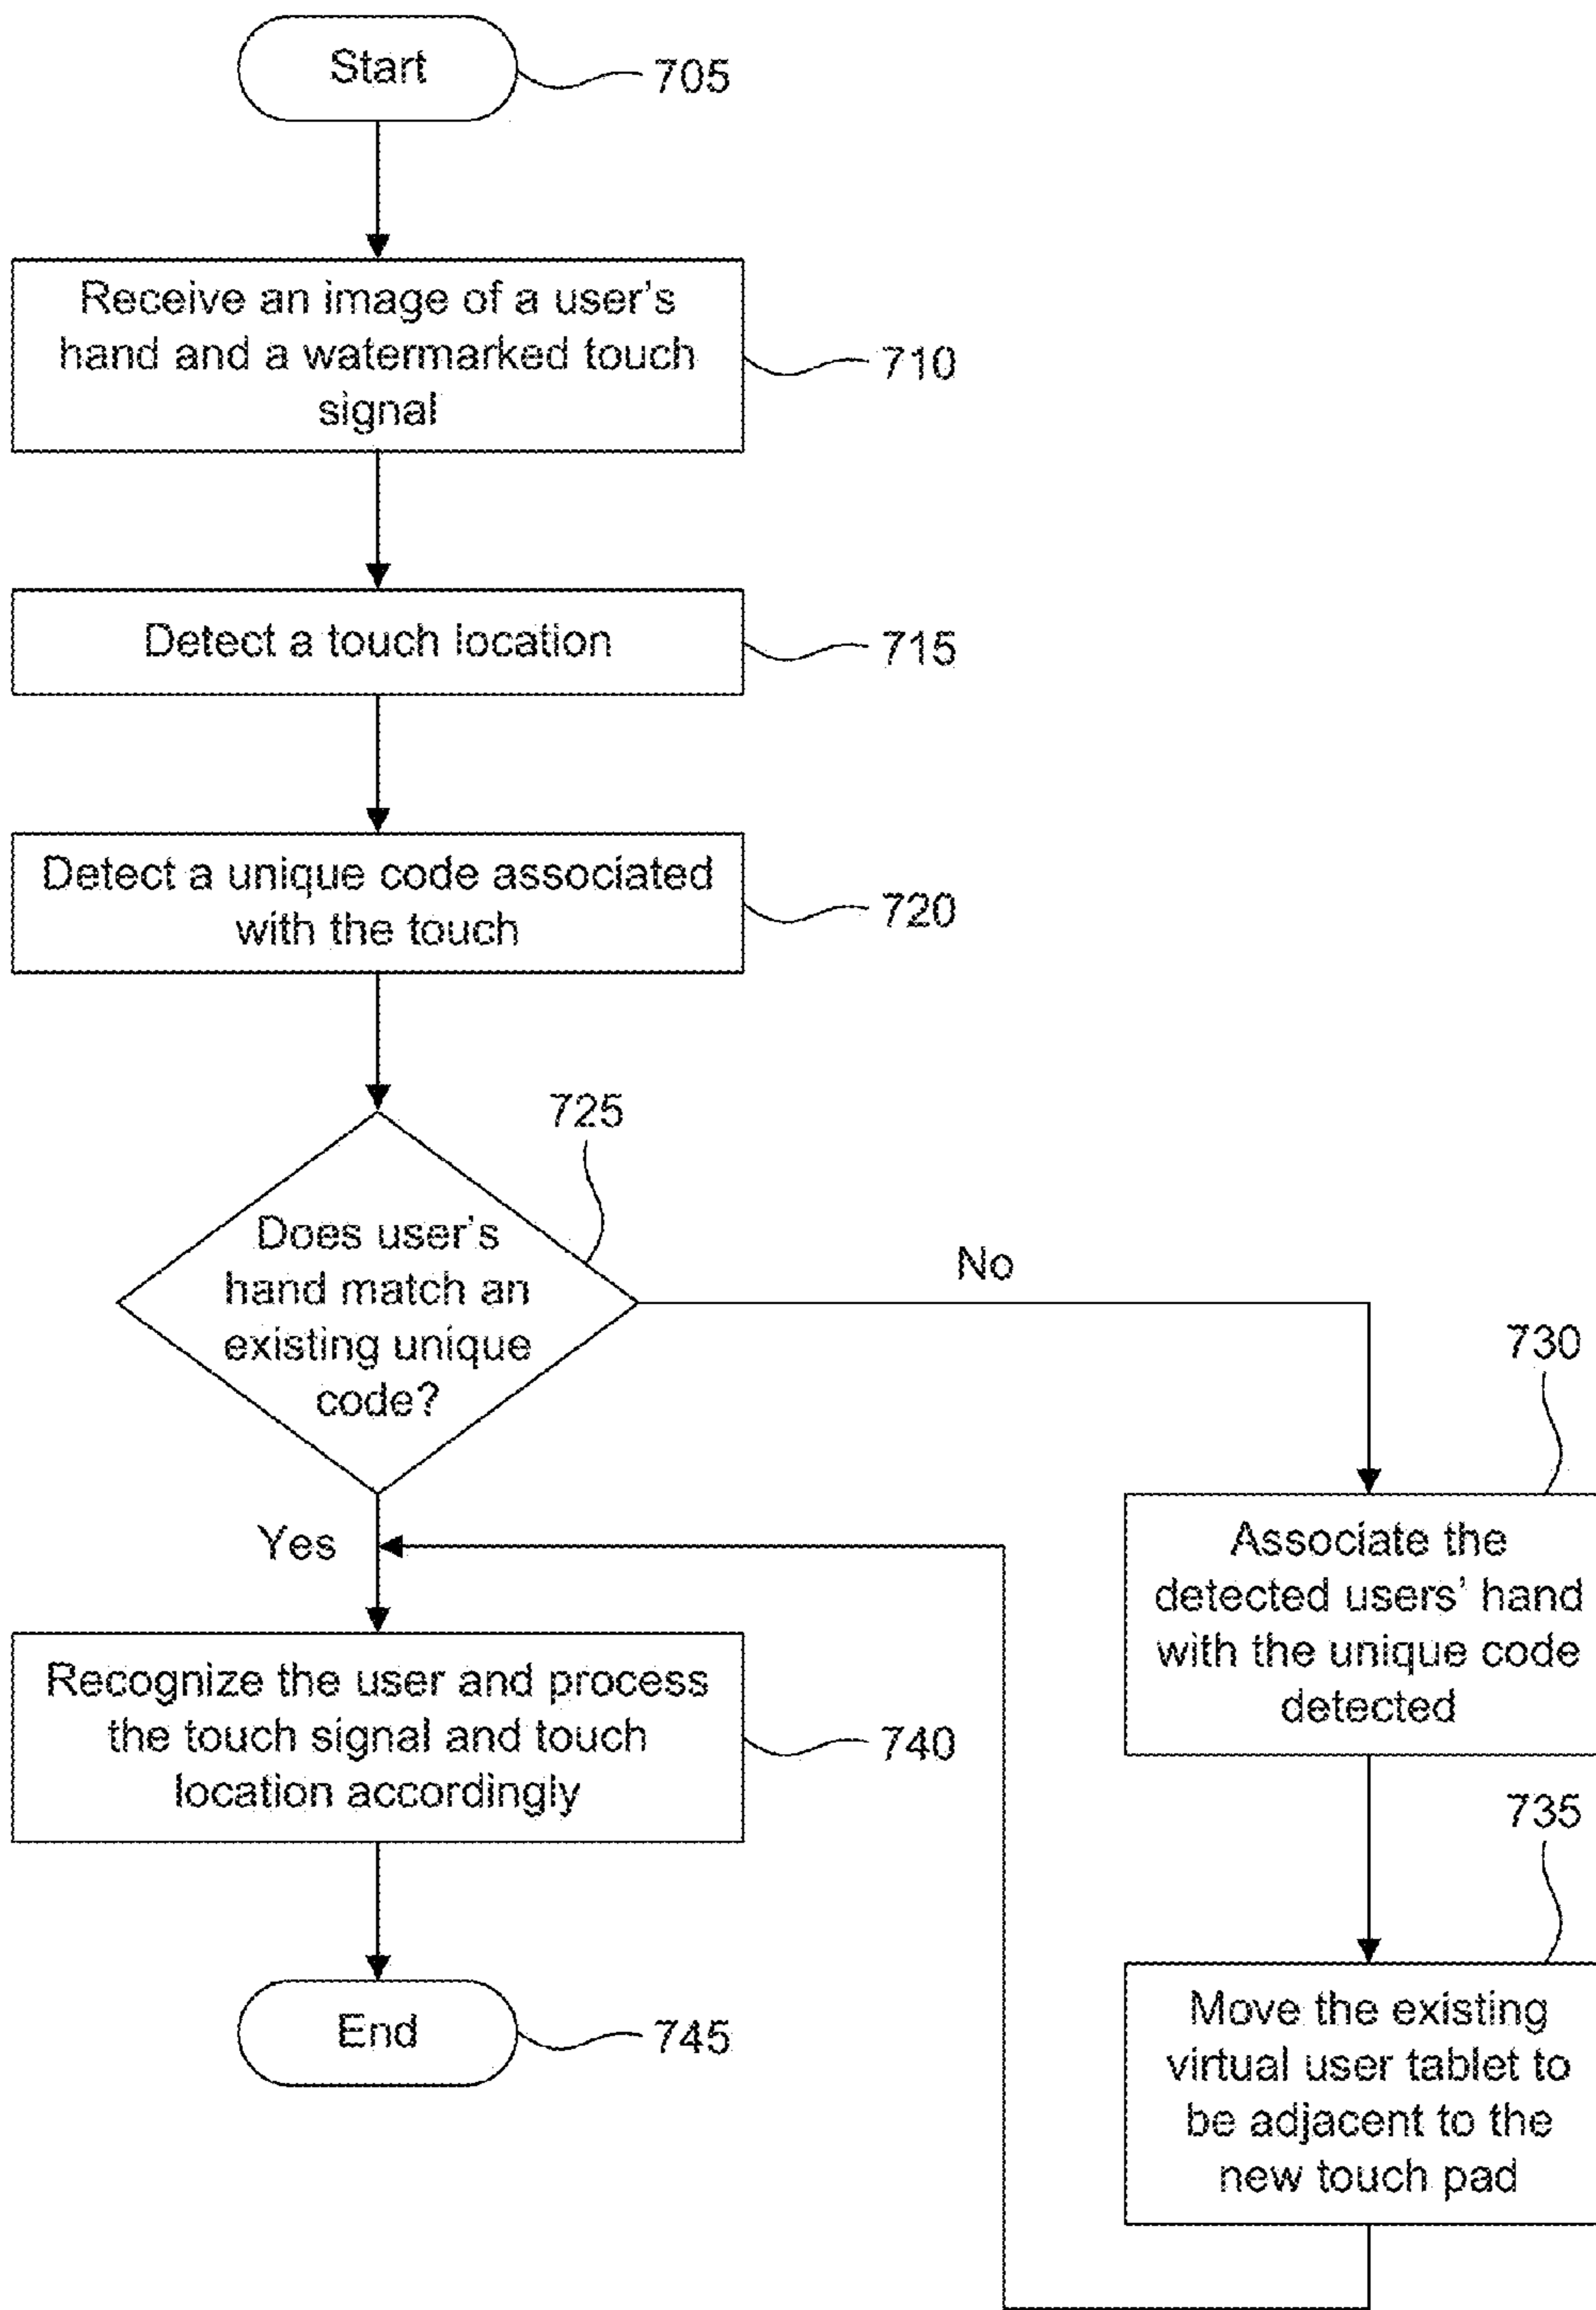 Start
705
Receive an image of a user's
hand and a watermarked touch
signal
710
Detect a touch location
715
Detect a unique code associated
with the touch
720
725
Does user's
hand match an
existing unique
code?
No
730
Yes
Associate the
detected users' hand
with the unique code
detected
Recognize the user and process
the touch signal and touch
location accordingly
740
735
Move the existing
virtual user tablet to
be adjacent to the
new touch pad
End
745